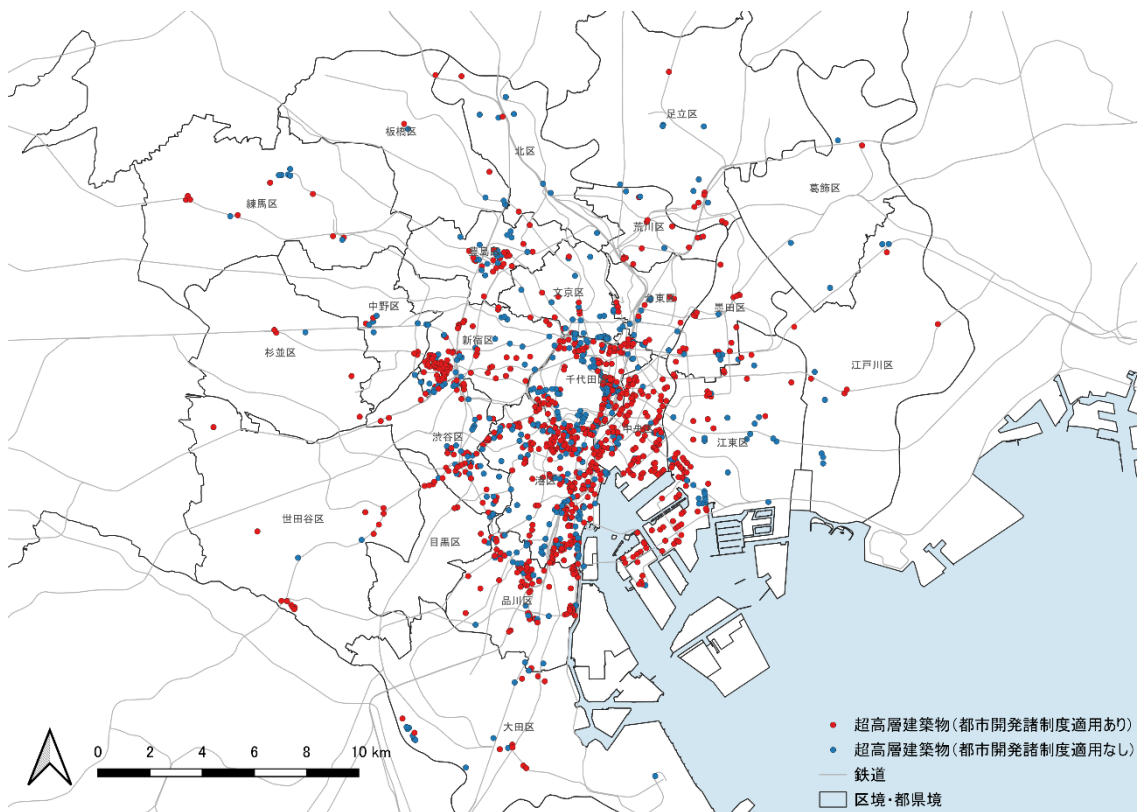 足立区
板橋区
北区
葛飾区
練馬区
荒川区
豊島区
文京区
台東区
墨田区
中野区
新宿区
杉並区
千代田区
江戸川区
渋谷区
中央区
江東区
港区
世田谷区
目黒区
品川区
大田区
0 2 4 6 8 10 km
超高層建築物(都市開発諸制度適用あり)
超高層建築物(都市開発諸制度適用なし)
鉄道
区境・都県境